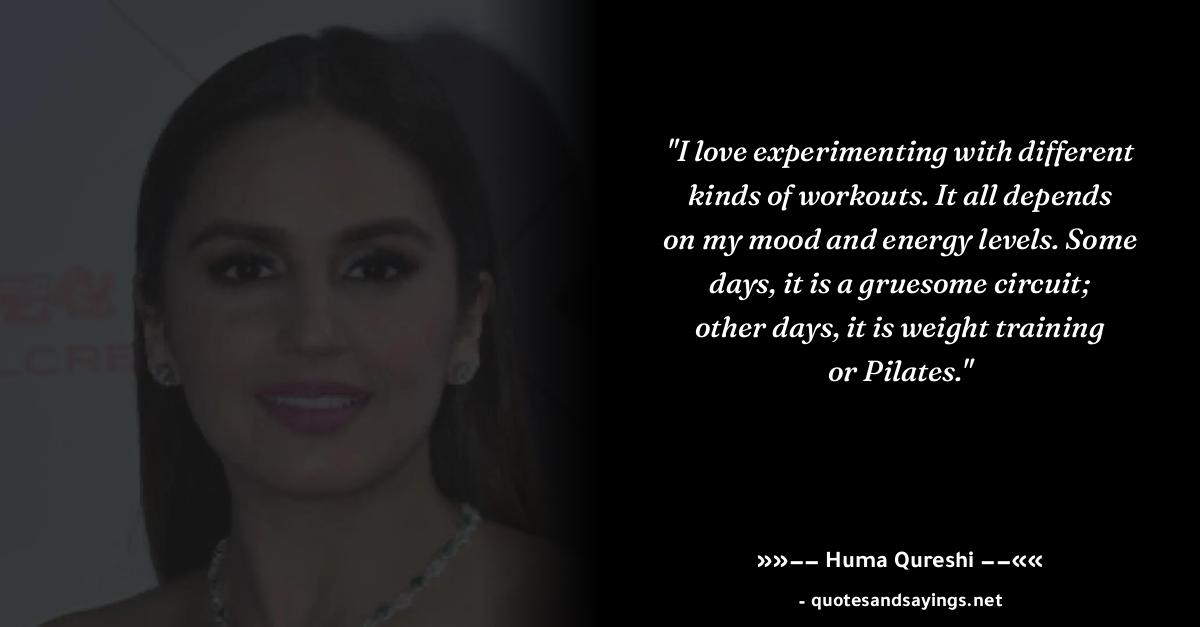 "I love experimenting with different
kinds of workouts. It all depends
on my mood and energy levels. Some
days, it is a gruesome circuit;
other days, it is weight training
or Pilates."
»»−− Huma Qureshi −−««
- quotesandsayings.net
LCRE